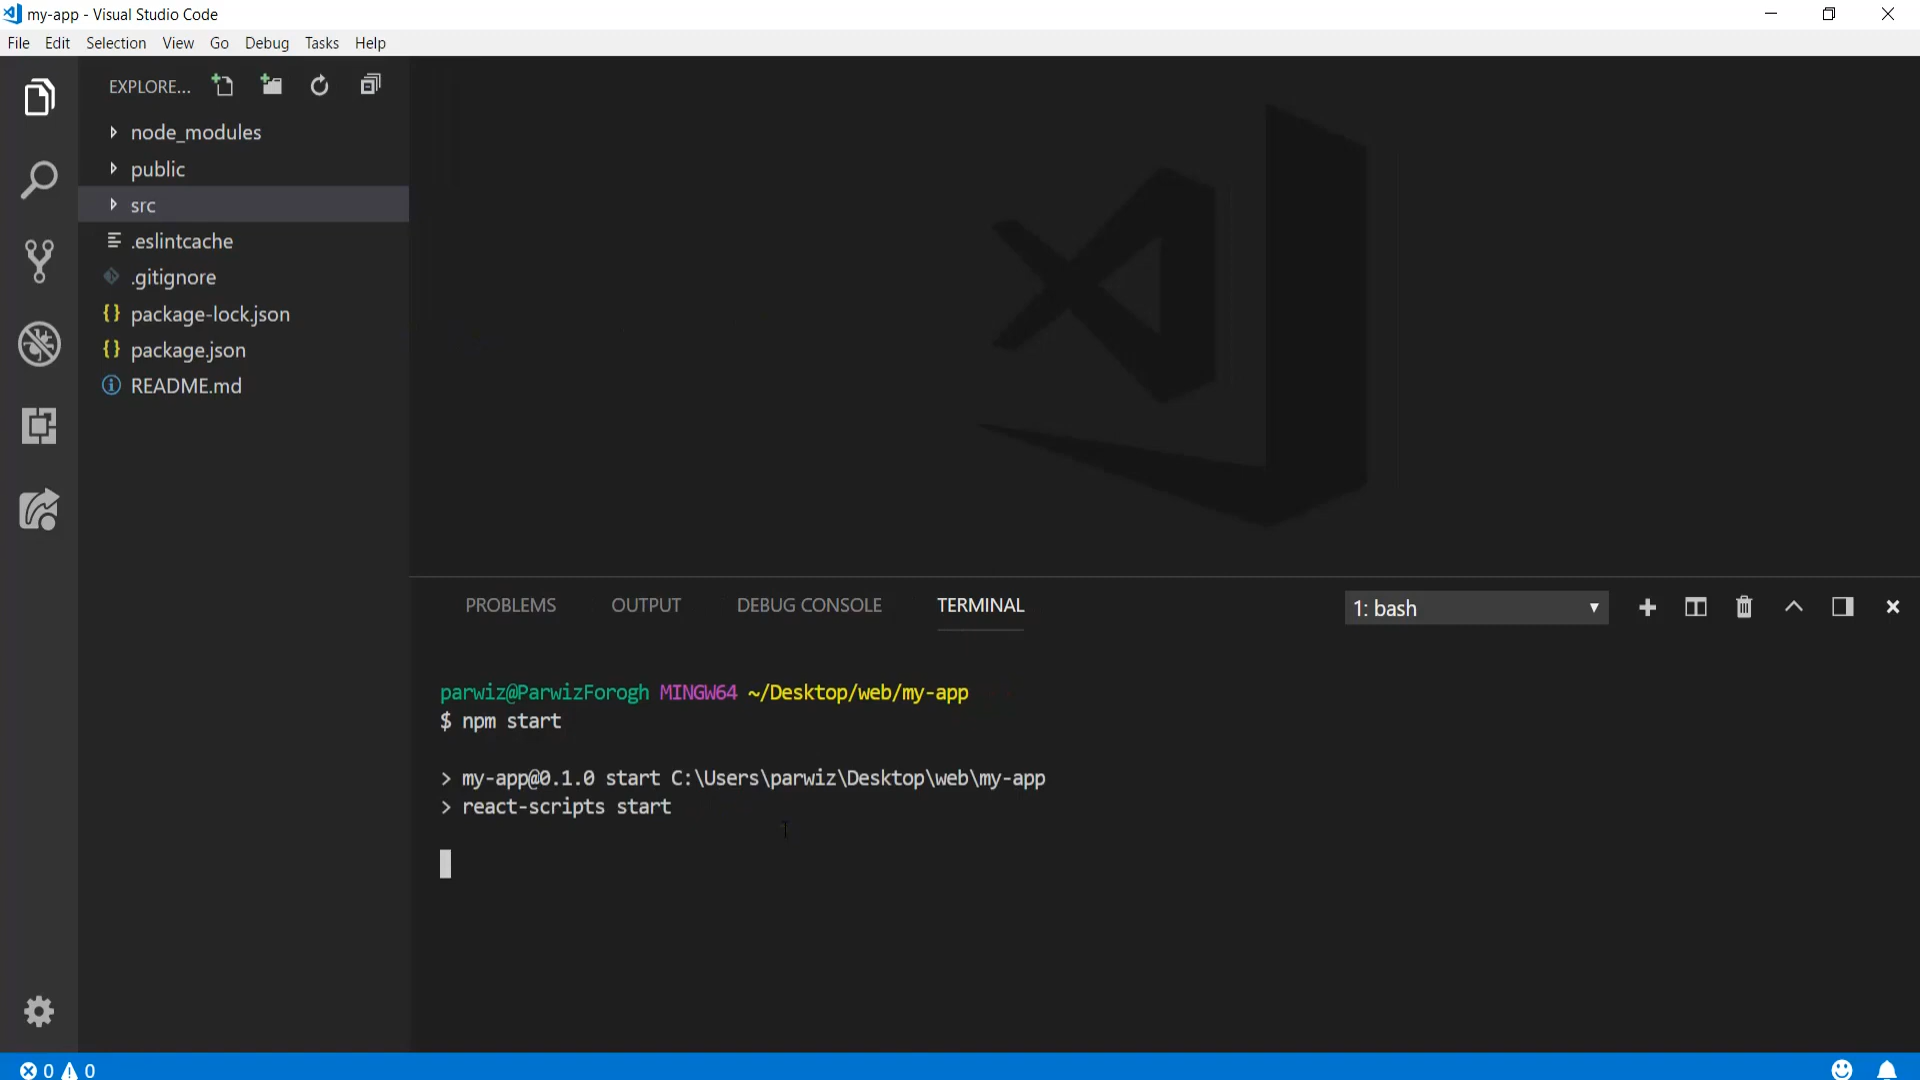 my-app - Visual Studio Code
File Edit Selection View Go Debug Tasks Help
EXPLORE...
node_modules
public
src
.eslintcache
.gitignore
{} package-lock.json
{} package.json
README.md
PROBLEMS OUTPUT DEBUG CONSOLE TERMINAL 1: bash
parwiz@ParwizForogh MINGW64 ~/Desktop/web/my-app
$ npm start
> my-app@0.1.0 start C:\Users\parwiz\Desktop\web\my-app
> react-scripts start
0 0